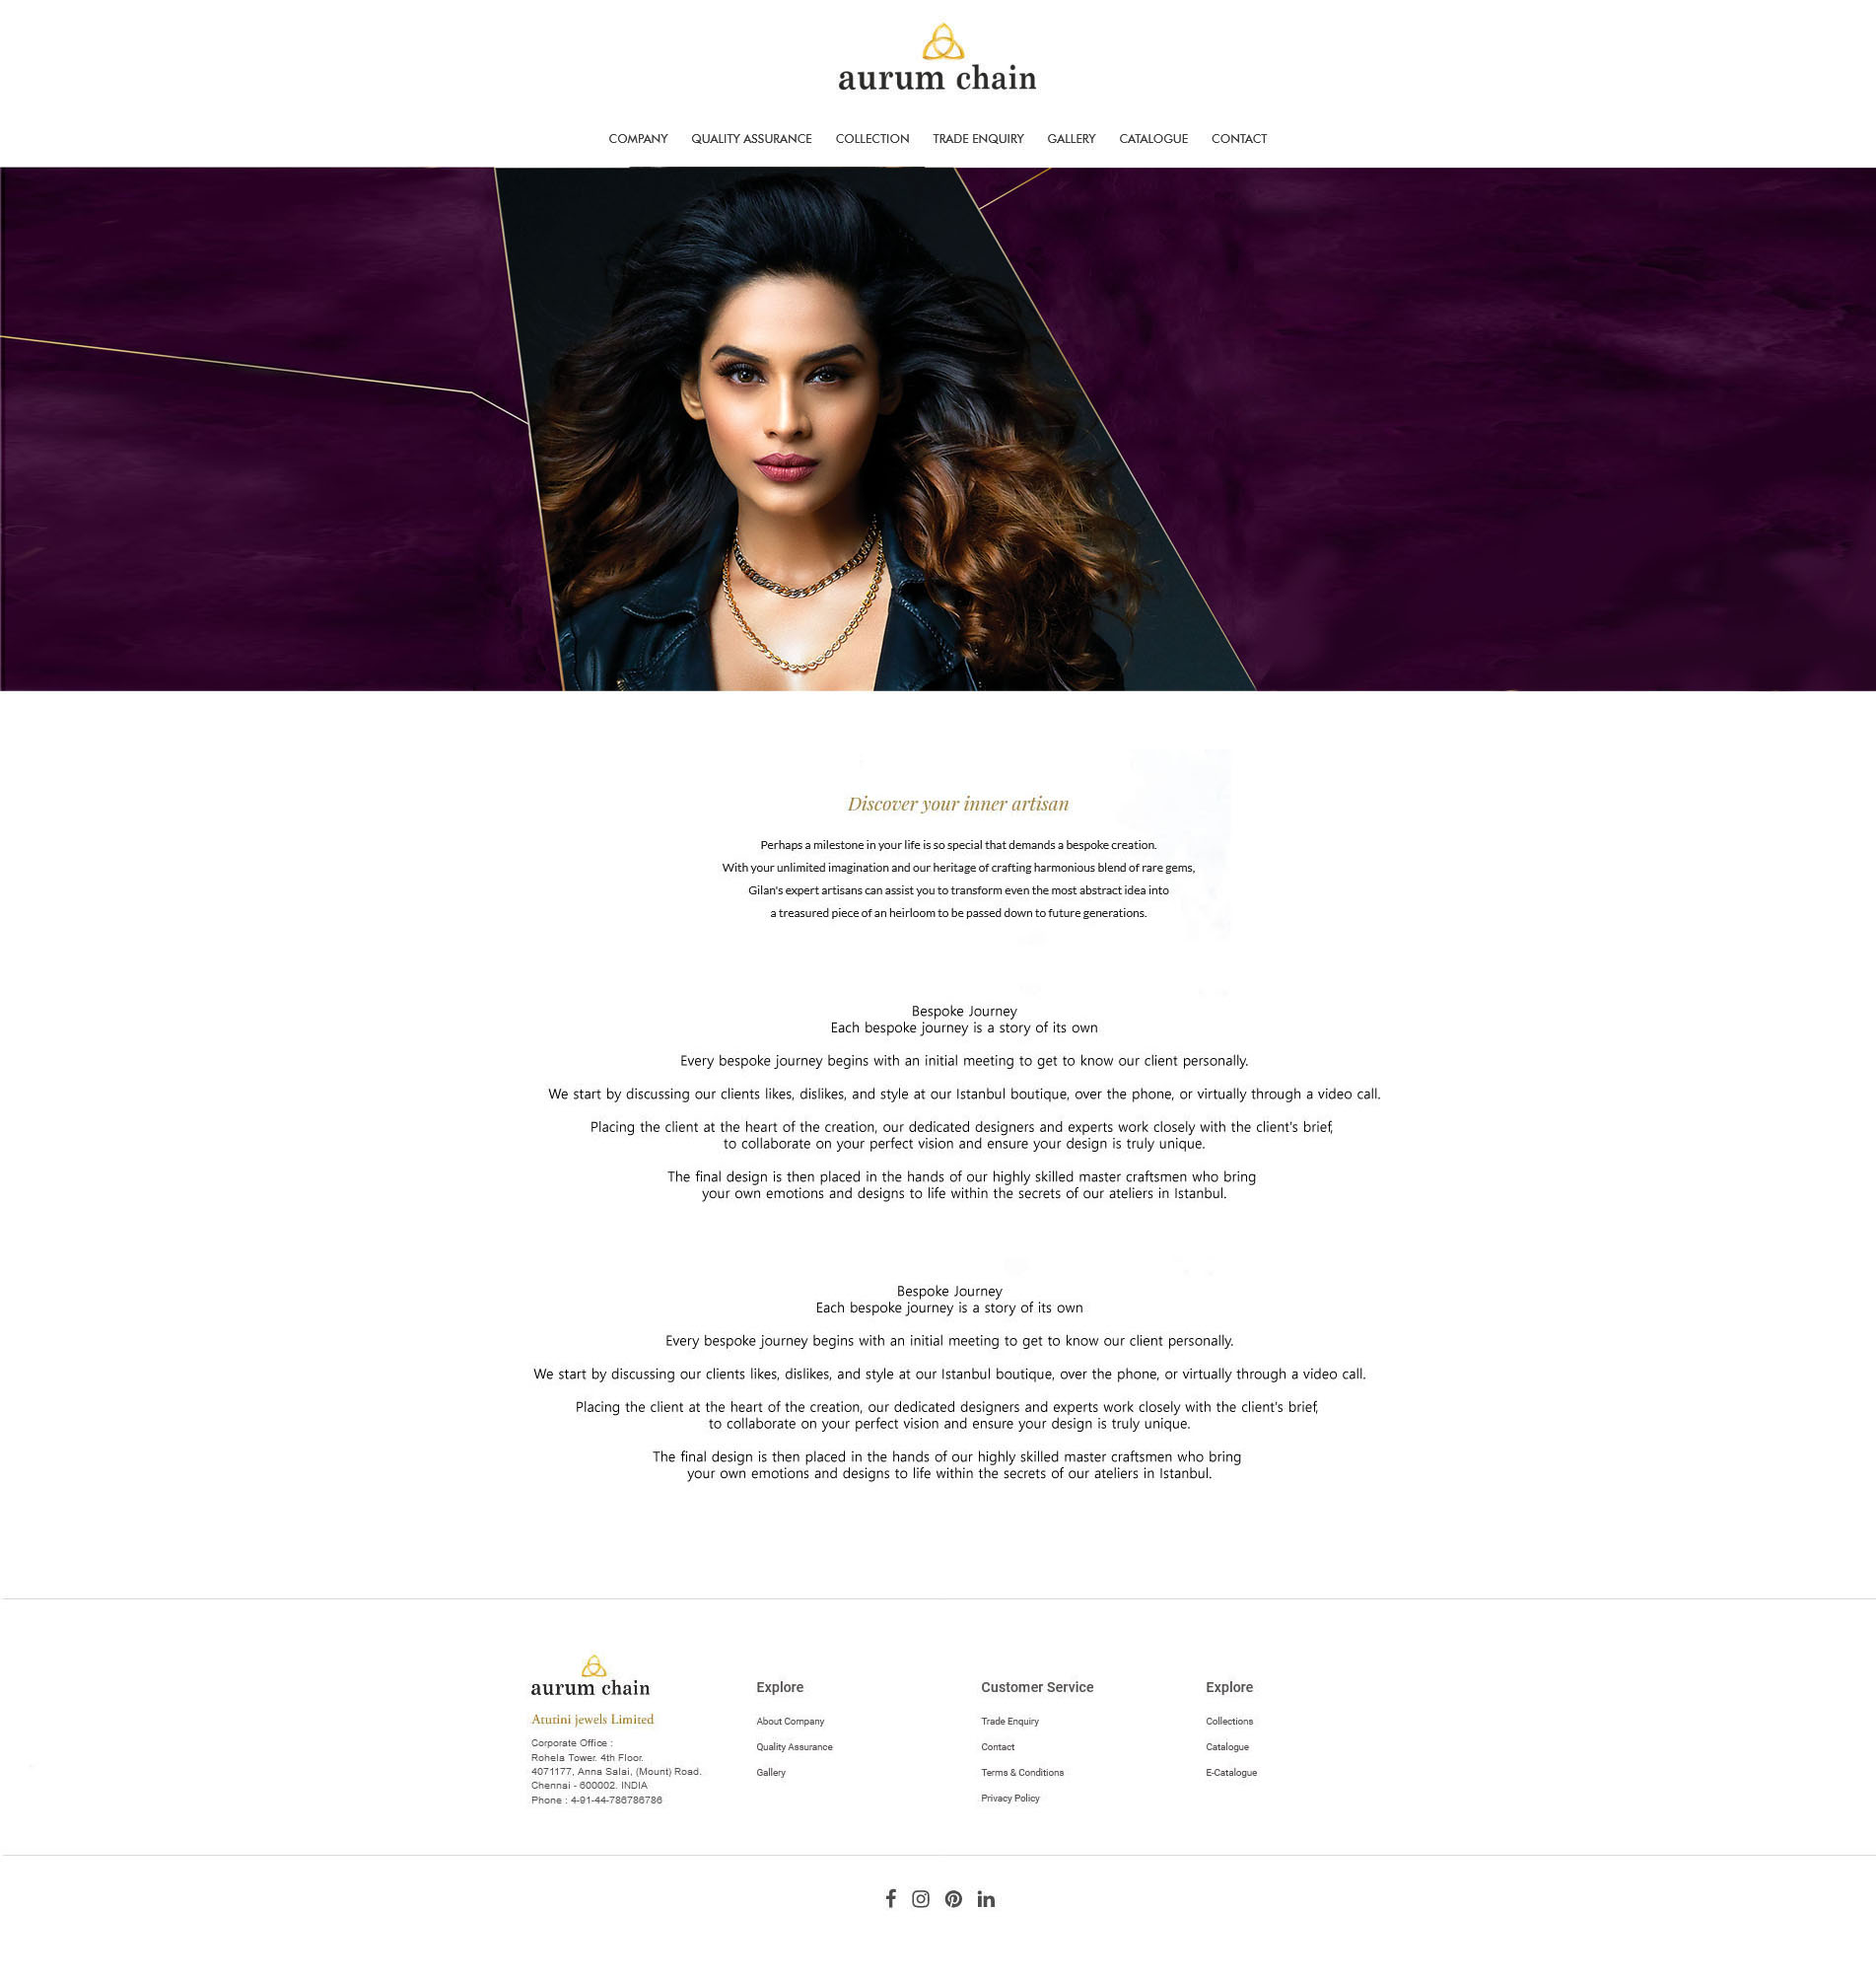 aurum chain
COMPANY QUALITY ASSURANCE COLLECTION TRADE ENQUIRY GALLERY CATALOGUE CONTACT
Discover your inner artisan
Perhaps a milestone in your life is so special that demands a bespoke creation.
With your unlimited imagination and our heritage of crafting harmonious blend of rare gems,
Gilan's expert artisans can assist you to transform even the most abstract idea into
a treasured piece of an heirloom to be passed down to future generations.
Bespoke Journey
Each bespoke journey is a story of its own
Every bespoke journey begins with an initial meeting to get to know our client personally.
We start by discussing our clients likes, dislikes, and style at our Istanbul boutique, over the phone, or virtually through a video call.
Placing the client at the heart of the creation, our dedicated designers and experts work closely with the client's brief,
to collaborate on your perfect vision and ensure your design is truly unique.
The final design is then placed in the hands of our highly skilled master craftsmen who bring
your own emotions and designs to life within the secrets of our ateliers in Istanbul.
Bespoke Journey
Each bespoke journey is a story of its own
Every bespoke journey begins with an initial meeting to get to know our client personally.
We start by discussing our clients likes, dislikes, and style at our Istanbul boutique, over the phone, or virtually through a video call.
Placing the client at the heart of the creation, our dedicated designers and experts work closely with the client's brief,
to collaborate on your perfect vision and ensure your design is truly unique.
The final design is then placed in the hands of our highly skilled master craftsmen who bring
your own emotions and designs to life within the secrets of our ateliers in Istanbul.
aurum chain
Atutini jewels Limited
Corporate Office :
Rohela Tower. 4th Floor.
4071177, Anna Salai, (Mount) Road.
Chennai - 600002. INDIA
Phone : 4-91-44-786786786
Explore
About Company
Quality Assurance
Gallery
Customer Service
Trade Enquiry
Contact
Terms & Conditions
Privacy Policy
Explore
Collections
Catalogue
E-Catalogue